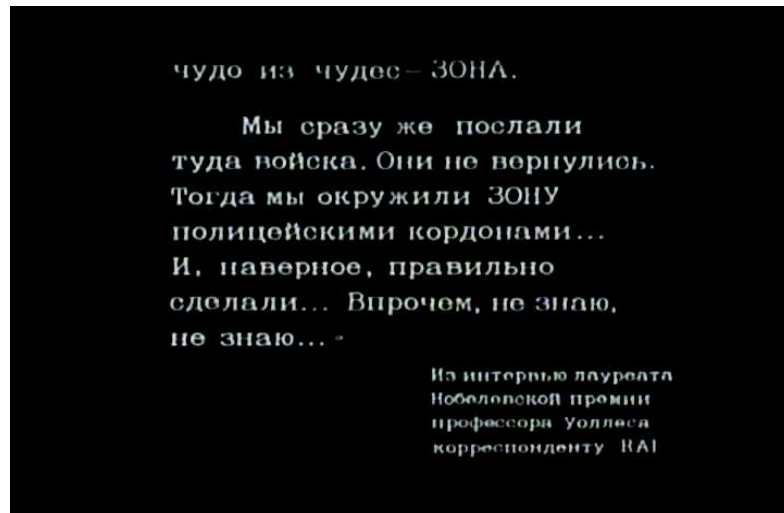 чудо из чудес — ЗОНА.
Мы сразу же послали
туда войска. Они не вернулись.
Тогда мы окружили ЗОНУ
полицейскими кордонами...
И, наверное, правильно
сделали... Впрочем, не знаю,
не знаю... -
Из интервью лауреата
Нобелевской премии
профессора Уоллеса
корреспонденту RAI